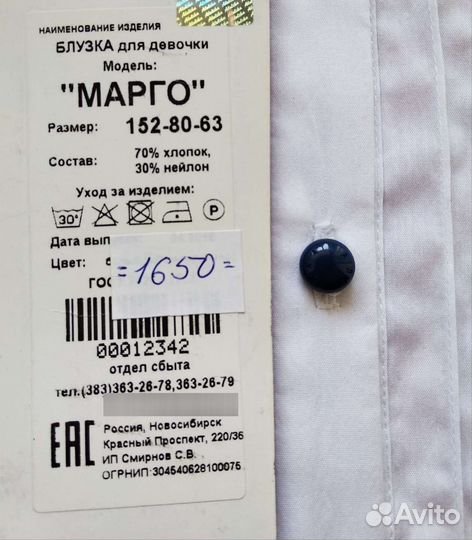 НАИМЕНОВАНИЕ ИЗДЕЛИЯ
БЛУЗКА для девочки
Модель:
"МАРГО"
Размер: 152-80-63
Состав: 70% хлопок,
30% нейлон
Уход за изделием:
30° P
Дата вып
Цвет: б
ГОС
=1650=
00012342
отдел сбыта
тел.(383)363-26-78,363-26-79
ЕАС
Россия, Новосибирск
Красный Проспект, 220/36
ИП Смирнов С.В.
ОГРНИП:304540628100076
Avito